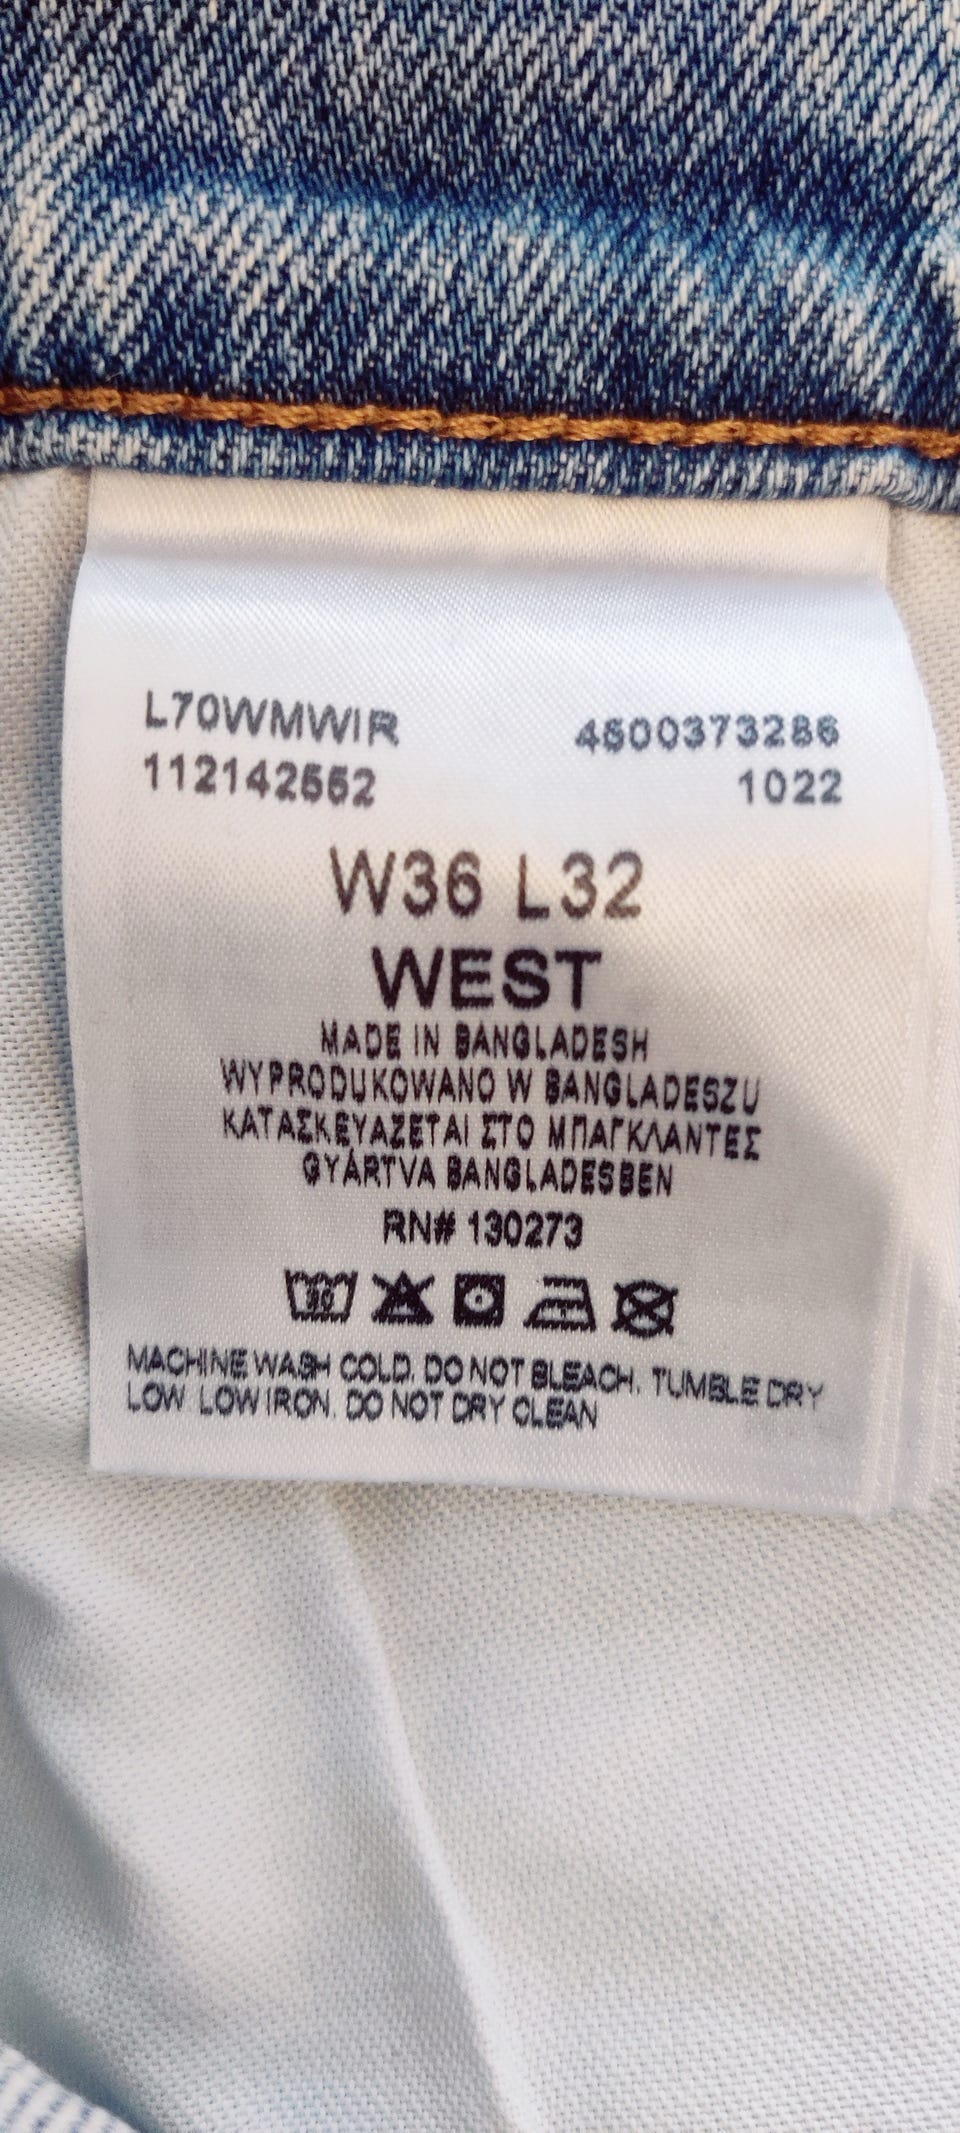 L70WMWIR 4500373286
112142552 1022
W36 L32
WEST
MADE IN BANGLADESH
WYPRODUKOWANO W BANGLADESZU
ΚΑΤΑΣΚΕΥΑΖΕΤΑΙ ΣΤΟ ΜΠΑΓΚΛΑΝΤΕΣ
GYÁRTVA BANGLADESBEN
RN# 130273
30
MACHINE WASH COLD. DO NOT BLEACH. TUMBLE DRY
LOW. LOW IRON. DO NOT DRY CLEAN